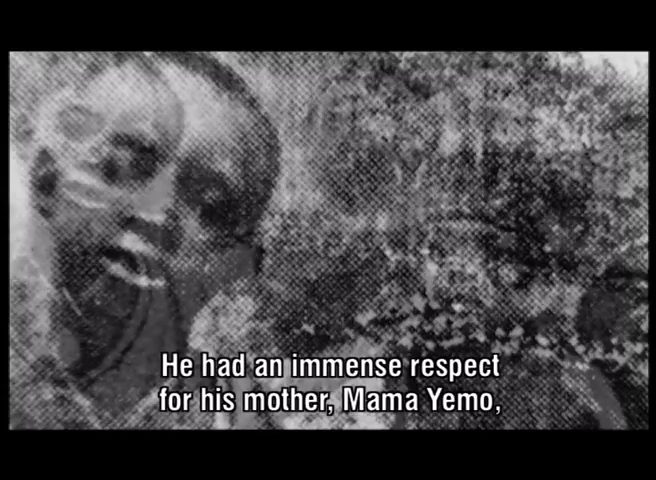 He had an immense respect
for his mother, Mama Yemo,